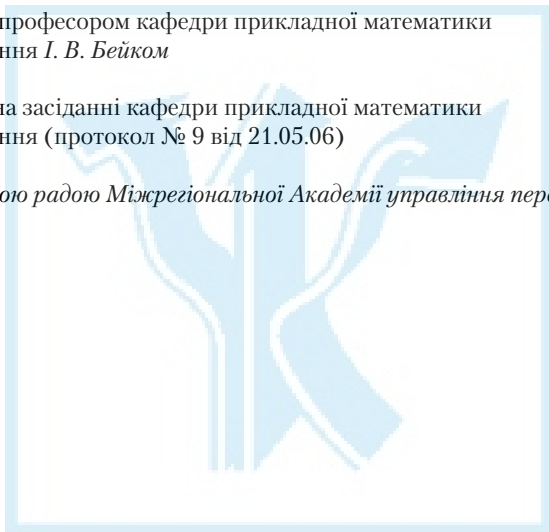 професором кафедри прикладної математики
ння І. В. Бейком
на засіданні кафедри прикладної математики
ння (протокол № 9 від 21.05.06)
ою радою Міжрегіональної Академії управління пер